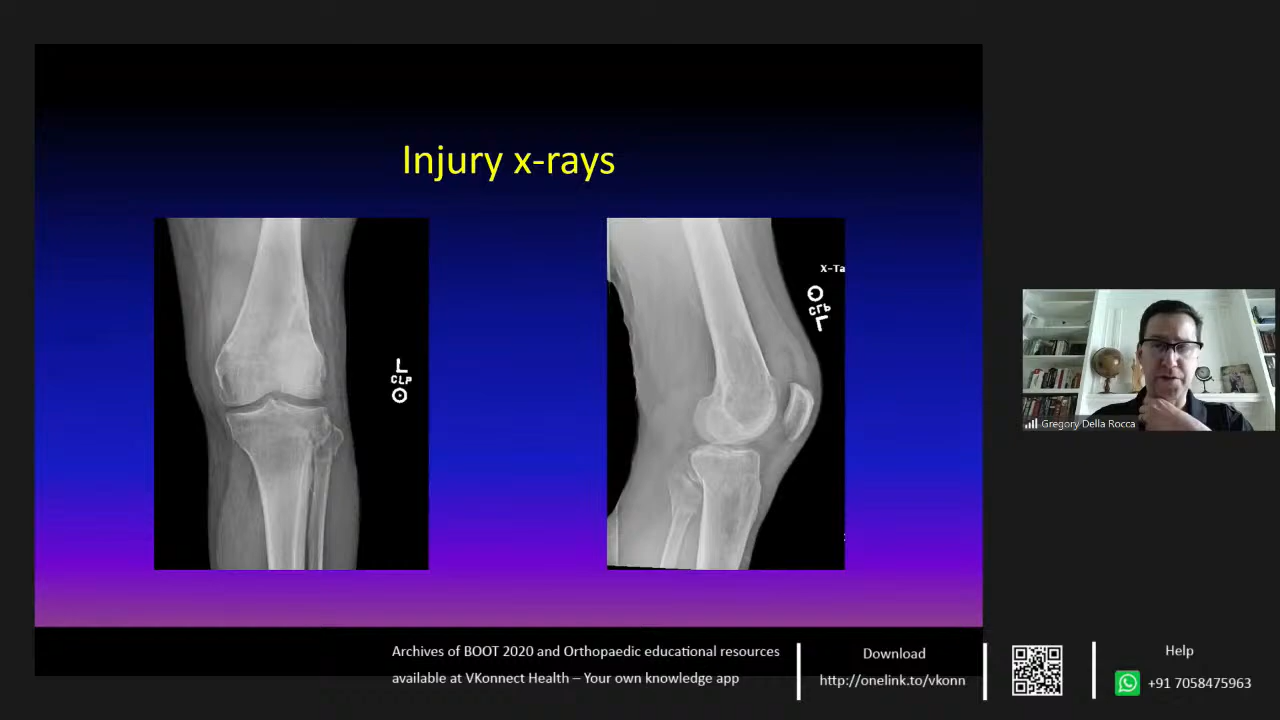 Injury x-rays
L
CLP
X-Ta
CLb
L
Gregory Della Rocca
Archives of BOOT 2020 and Orthopaedic educational resources
available at VKonnect Health – Your own knowledge app
Download
http://onelink.to/vkonn
Help
+91 7058475963